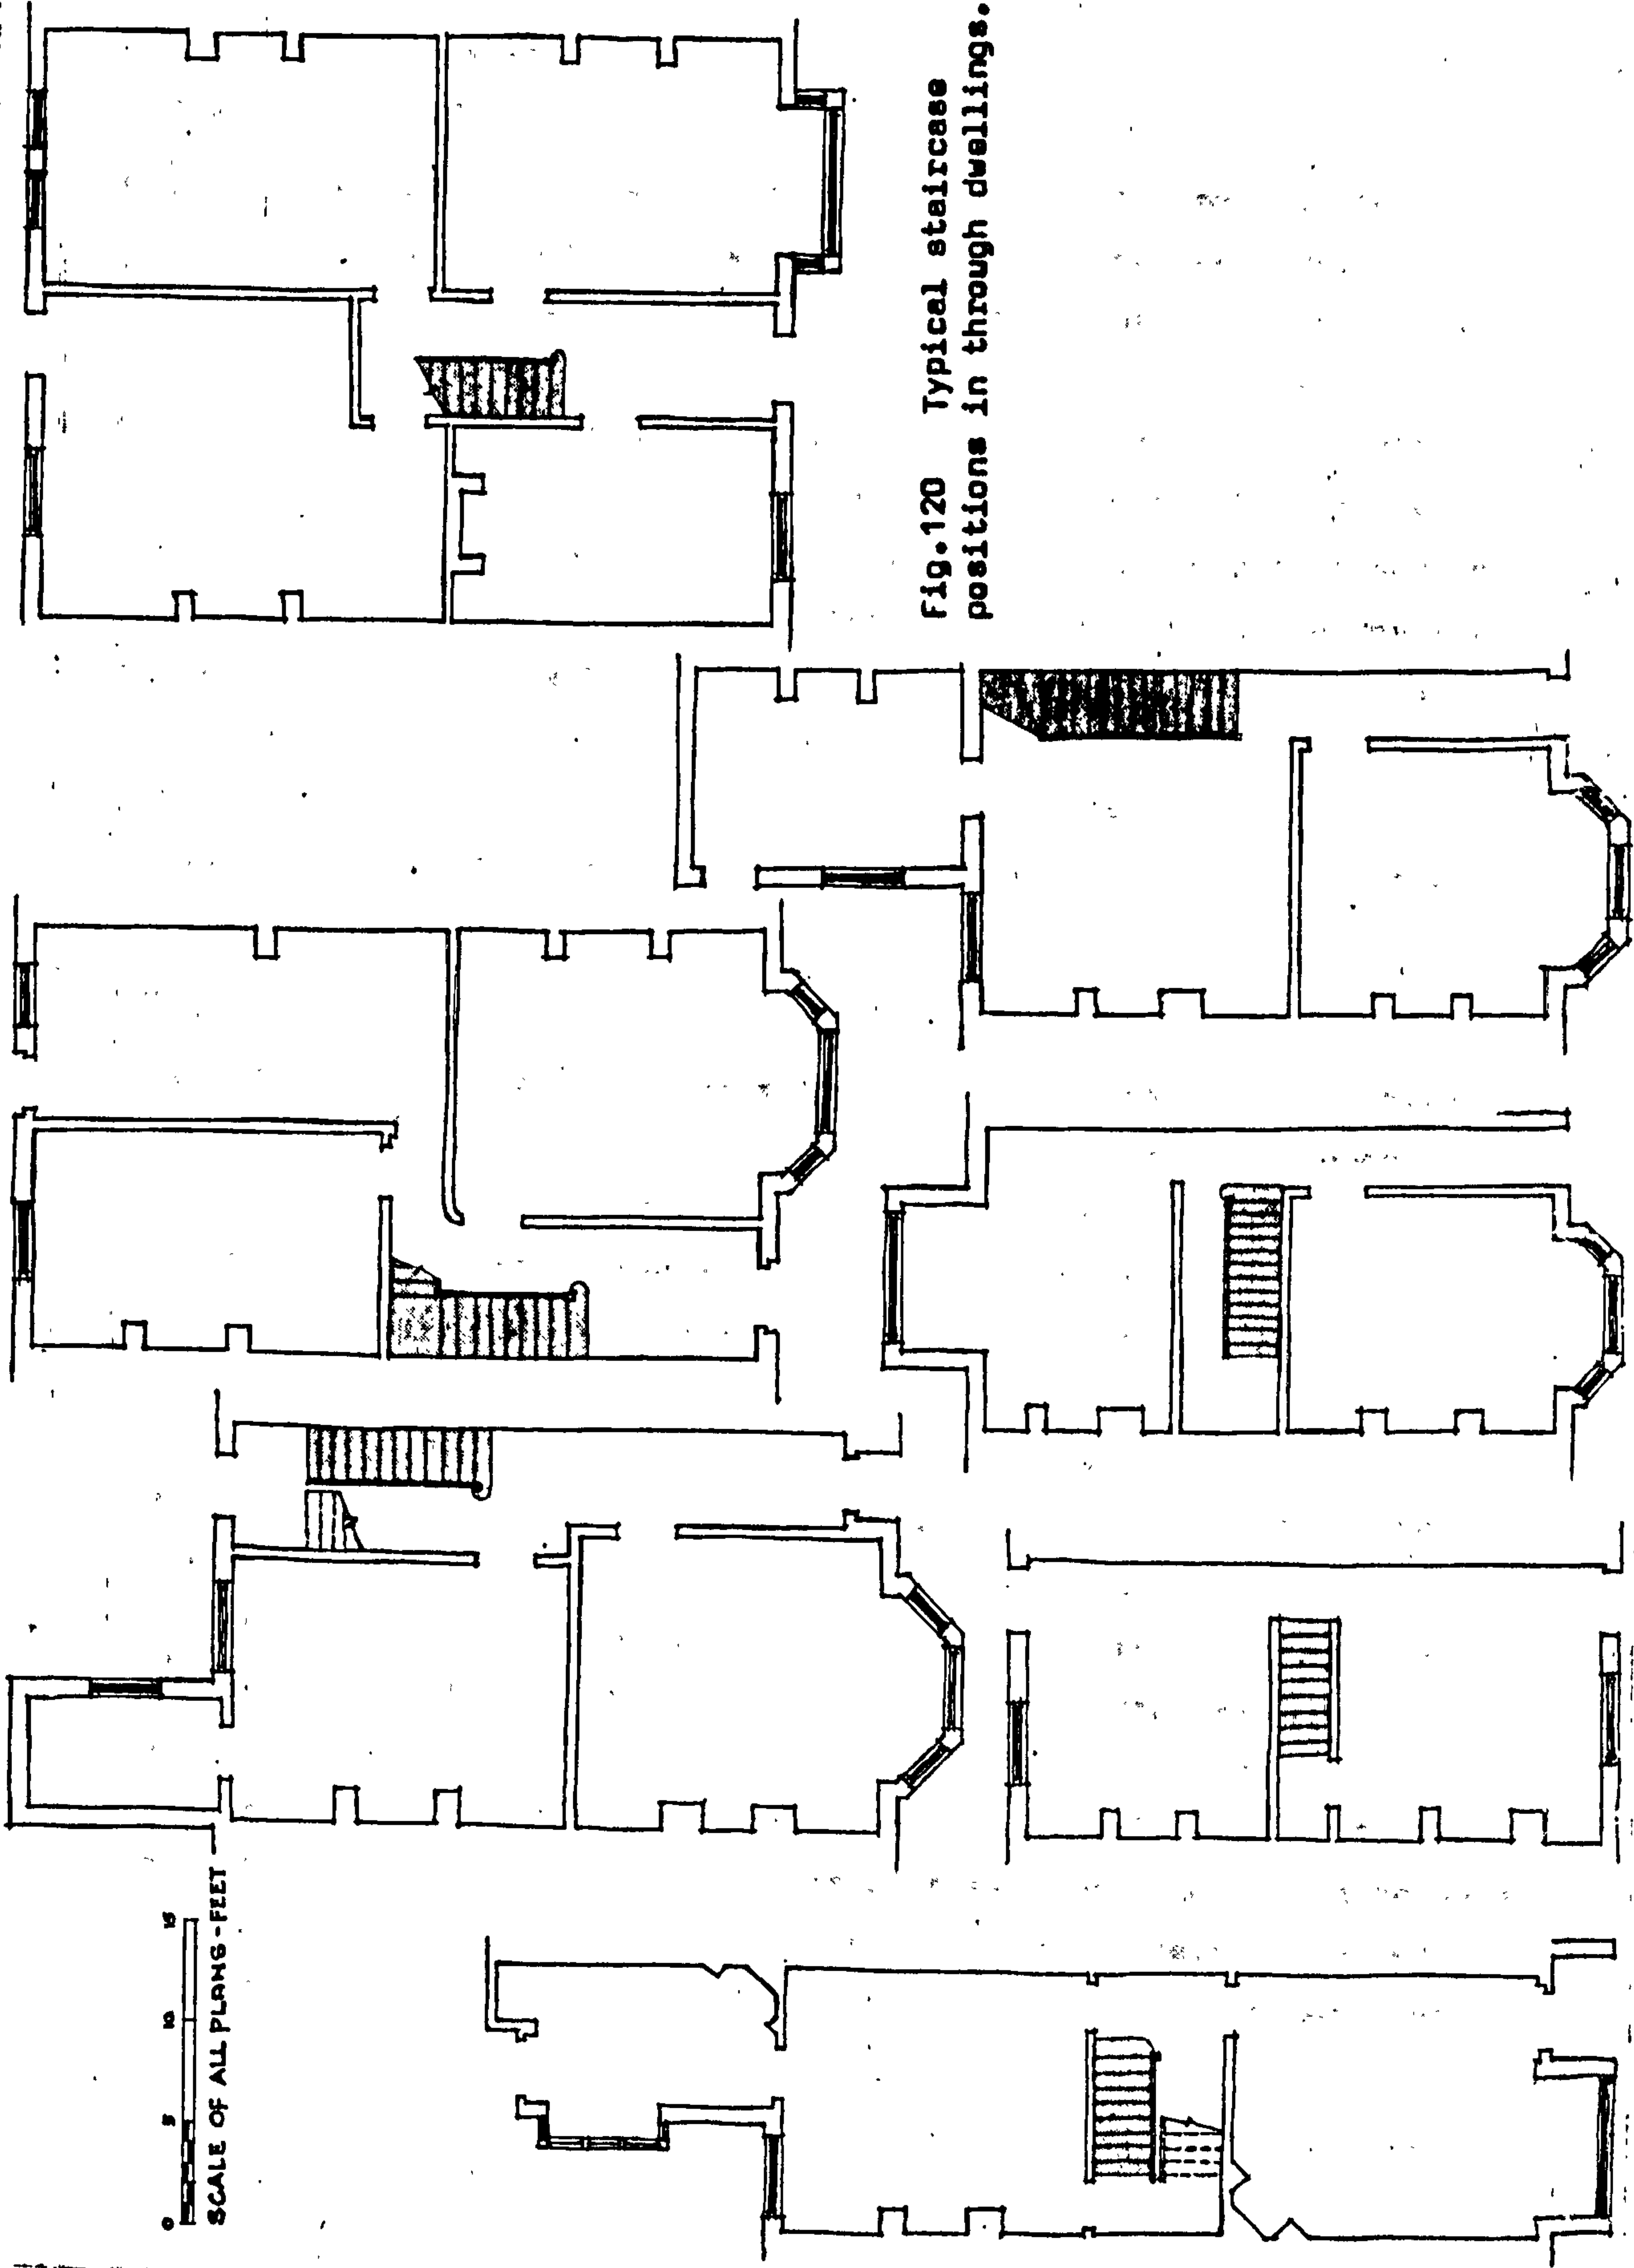 Fig.120 Typical staircase
positions in through dwellings.
0 5 10 15
SCALE OF ALL PLANS - FEET